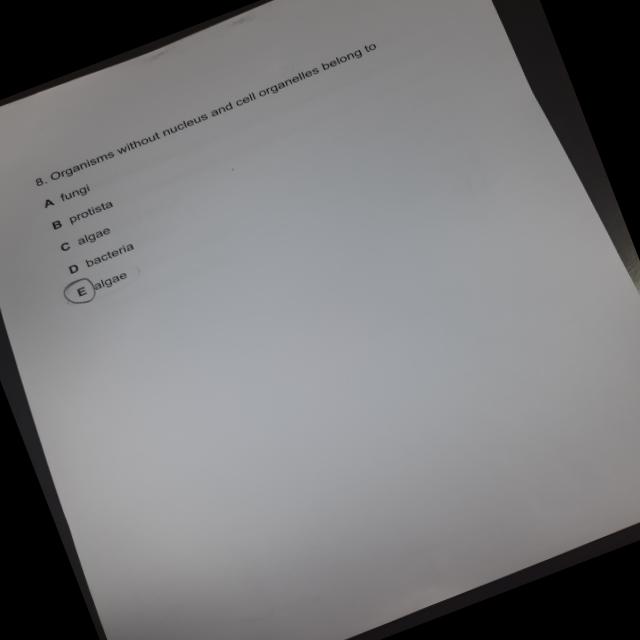 8. Organisms without nucleus and cell organelles belong to
A fungi
B protista
C algae
D bacteria
E algae